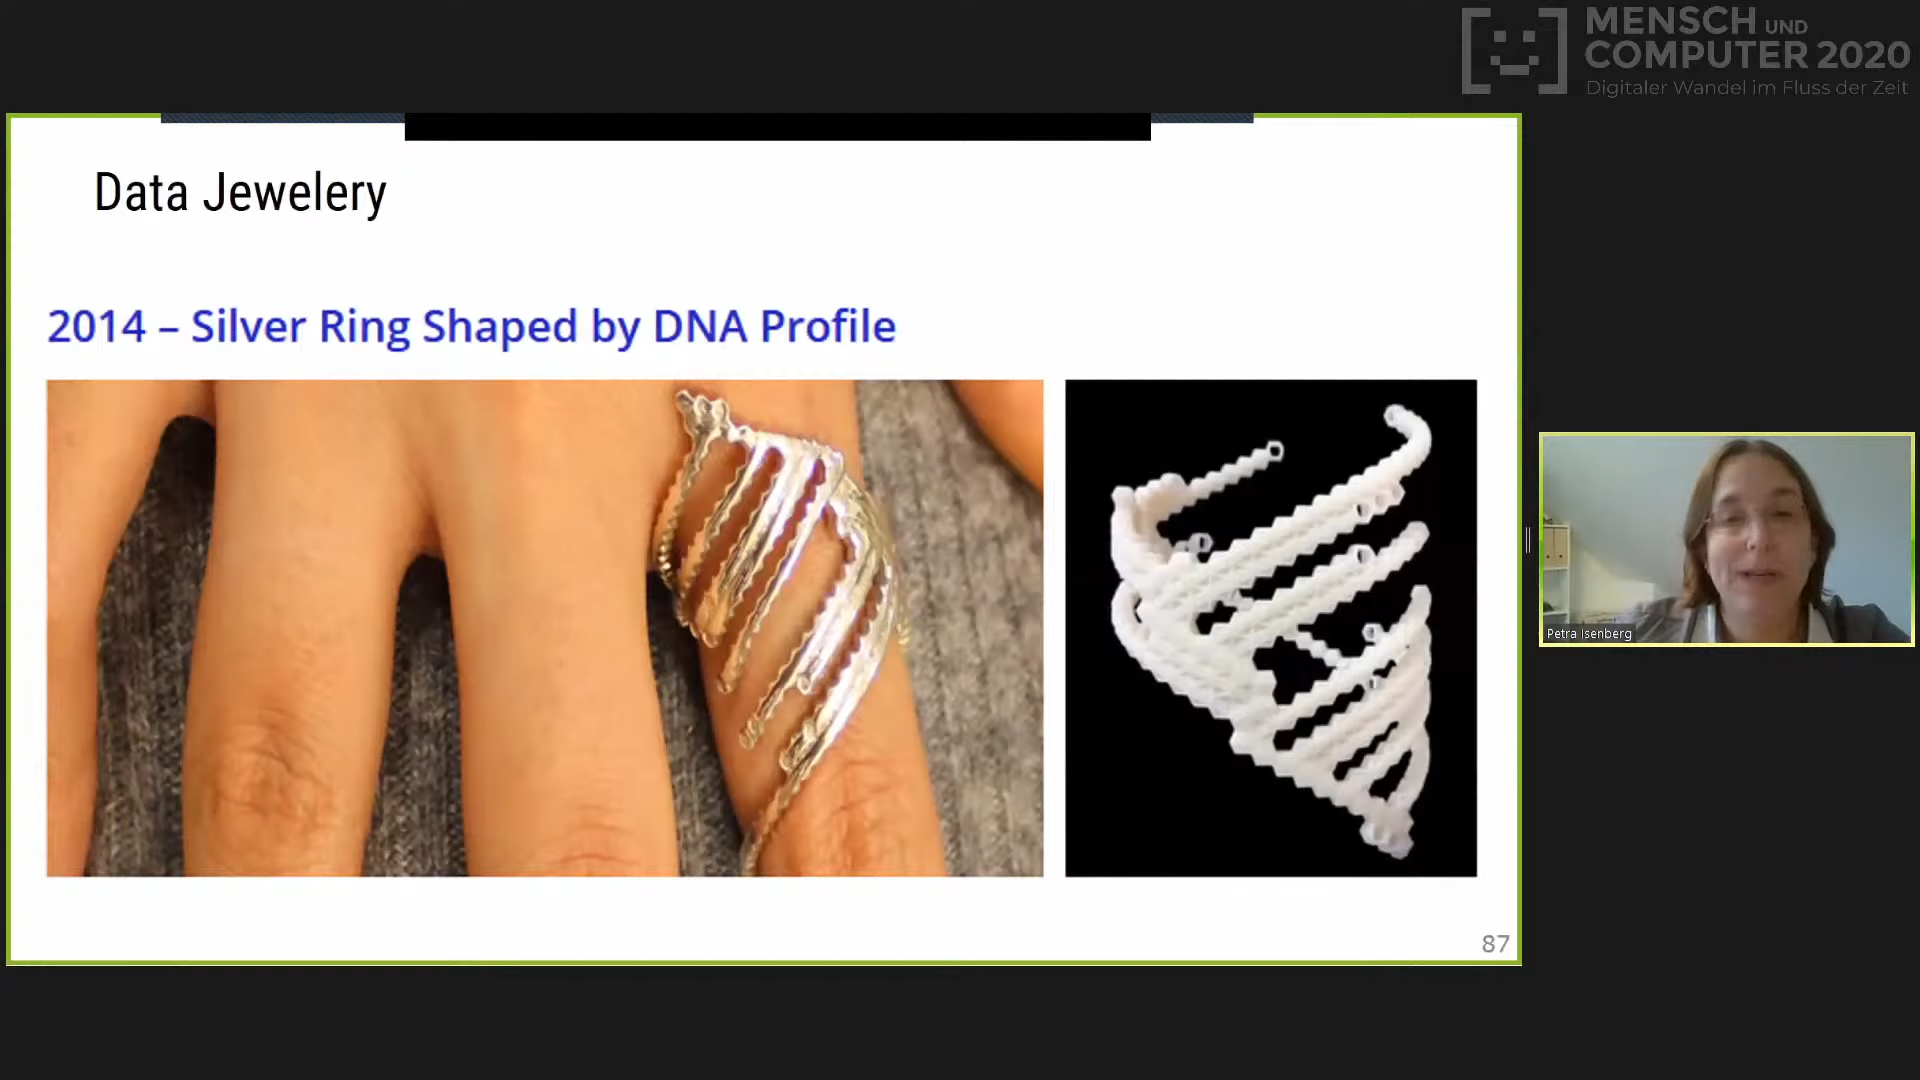 MENSCH UND
COMPUTER 2020
Digitaler Wandel im Fluss der Zeit
Data Jewelery
2014 – Silver Ring Shaped by DNA Profile
Petra Isenberg
87